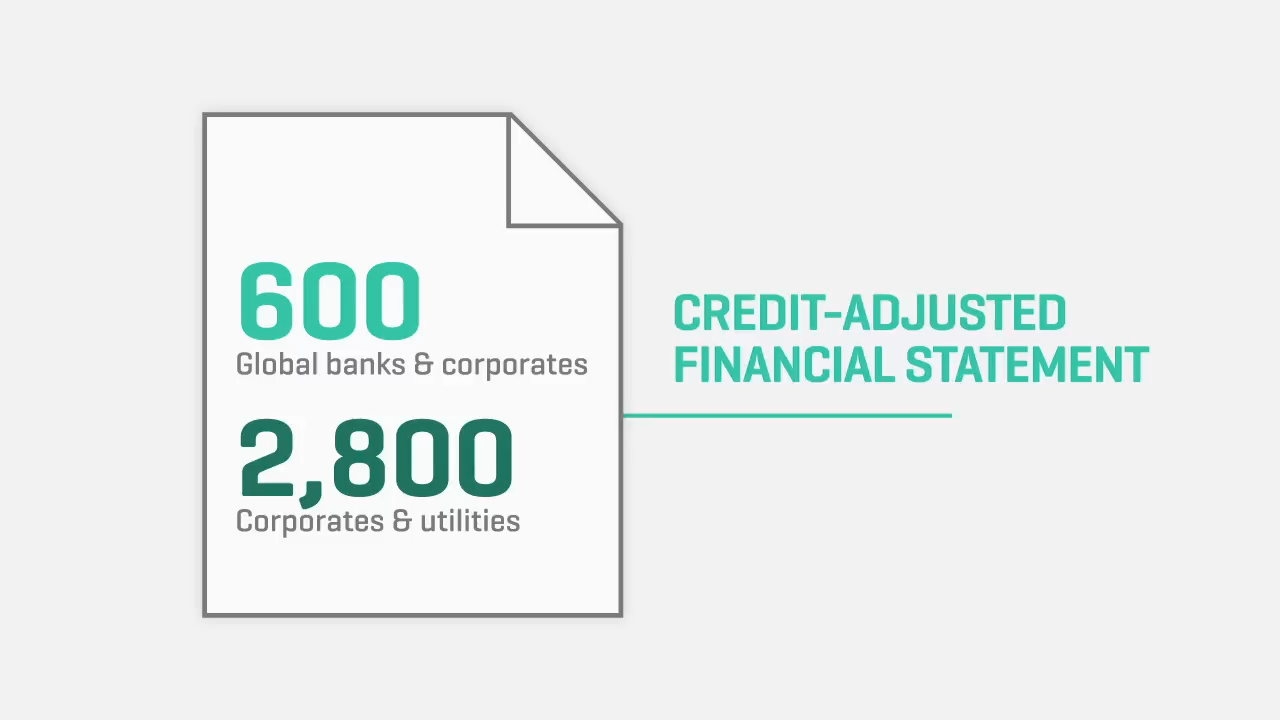 600
Global banks & corporates
2,800
Corporates & utilities
CREDIT-ADJUSTED
FINANCIAL STATEMENT